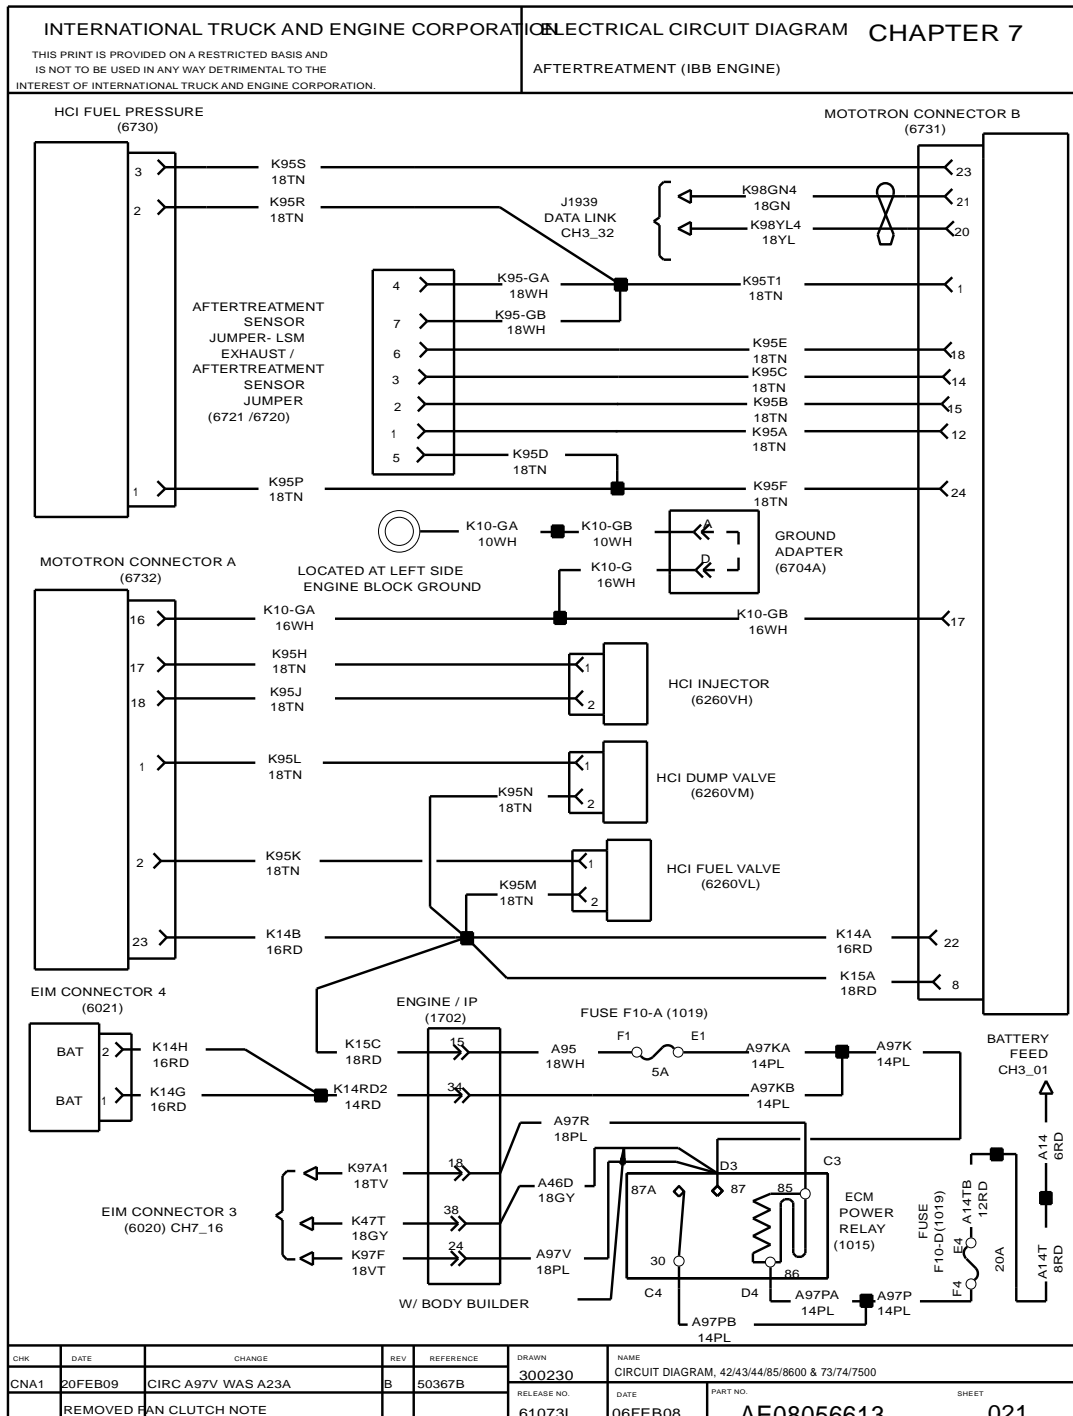 INTERNATIONAL TRUCK AND ENGINE CORPORATION
ELECTRICAL CIRCUIT DIAGRAM
CHAPTER 7
THIS PRINT IS PROVIDED ON A RESTRICTED BASIS AND
IS NOT TO BE USED IN ANY WAY DETRIMENTAL TO THE
INTEREST OF INTERNATIONAL TRUCK AND ENGINE CORPORATION.
AFTERTREATMENT (IBB ENGINE)
HCI FUEL PRESSURE
(6730)
MOTOTRON CONNECTOR B
(6731)
3
K95S
18TN
23
2
K95R
18TN
J1939
DATA LINK
CH3_32
K98GN4
18GN
21
K98YL4
18YL
20
AFTERTREATMENT
SENSOR
JUMPER- LSM
EXHAUST /
AFTERTREATMENT
SENSOR
JUMPER
(6721 /6720)
4
K95-GA
18WH
K95T1
18TN
1
7
K95-GB
18WH
6
K95E
18TN
18
3
K95C
18TN
14
2
K95B
18TN
15
1
K95A
18TN
12
5
K95D
18TN
1
K95P
18TN
K95F
18TN
24
K10-GA
10WH
K10-GB
10WH
A
GROUND
ADAPTER
(6704A)
LOCATED AT LEFT SIDE
ENGINE BLOCK GROUND
K10-G
16WH
D
MOTOTRON CONNECTOR A
(6732)
16
K10-GA
16WH
K10-GB
16WH
17
17
K95H
18TN
1
18
K95J
18TN
2
HCI INJECTOR
(6260VH)
1
K95L
18TN
1
K95N
18TN
2
HCI DUMP VALVE
(6260VM)
2
K95K
18TN
1
K95M
18TN
2
HCI FUEL VALVE
(6260VL)
23
K14B
16RD
K14A
16RD
22
K15A
18RD
8
EIM CONNECTOR 4
(6021)
ENGINE / IP
(1702)
FUSE F10-A (1019)
BAT
2
K14H
16RD
K15C
18RD
15
A95
18WH
F1
E1
5A
A97KA
14PL
A97K
14PL
BATTERY
FEED
CH3_01
BAT
1
K14G
16RD
K14RD2
14RD
34
A97KB
14PL
A97R
18PL
K97A1
18TV
18
A46D
18GY
D3
C3
87A
87
85
EIM CONNECTOR 3
(6020) CH7_16
K47T
18GY
38
K97F
18VT
24
A97V
18PL
30
86
ECM
POWER
RELAY
(1015)
FUSE
F10-D(1019)
E4
F4
20A
A14TB
12RD
A14
6RD
A14T
8RD
W/ BODY BUILDER
C4
D4
A97PA
14PL
A97P
14PL
A97PB
14PL
CHK
DATE
CHANGE
REV
REFERENCE
DRAWN
300230
NAME
CIRCUIT DIAGRAM, 42/43/44/85/8600 & 73/74/7500
CNA1
20FEB09
CIRC A97V WAS A23A
B
50367B
RELEASE NO.
DATE
PART NO.
SHEET
REMOVED FAN CLUTCH NOTE
06FEB08
AE08056613
021